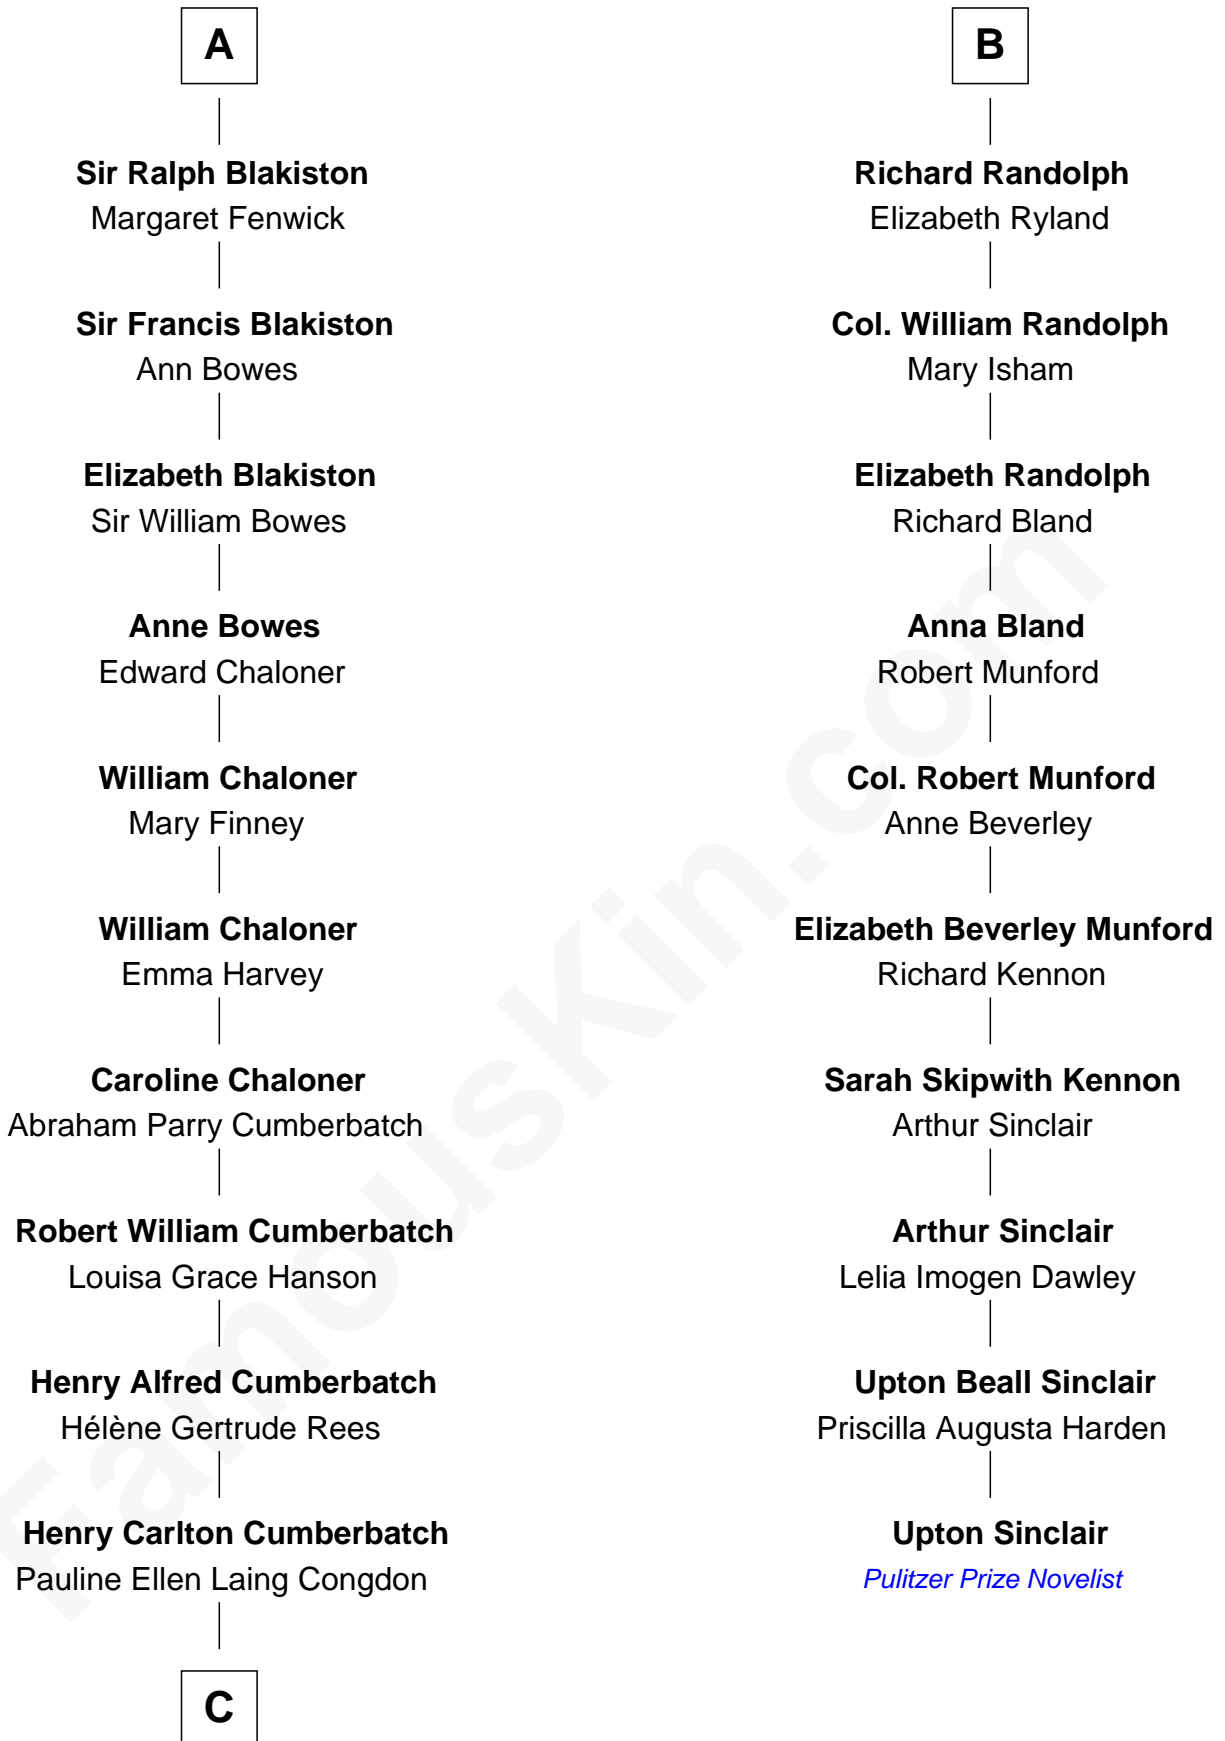 A
Sir Ralph Blakiston
Margaret Fenwick
Sir Francis Blakiston
Ann Bowes
Elizabeth Blakiston
Sir William Bowes
Anne Bowes
Edward Chaloner
William Chaloner
Mary Finney
William Chaloner
Emma Harvey
Caroline Chaloner
Abraham Parry Cumberbatch
Robert William Cumberbatch
Louisa Grace Hanson
Henry Alfred Cumberbatch
Hélène Gertrude Rees
Henry Carlton Cumberbatch
Pauline Ellen Laing Congdon
C
B
Richard Randolph
Elizabeth Ryland
Col. William Randolph
Mary Isham
Elizabeth Randolph
Richard Bland
Anna Bland
Robert Munford
Col. Robert Munford
Anne Beverley
Elizabeth Beverley Munford
Richard Kennon
Sarah Skipwith Kennon
Arthur Sinclair
Arthur Sinclair
Lelia Imogen Dawley
Upton Beall Sinclair
Priscilla Augusta Harden
Upton Sinclair
Pulitzer Prize Novelist
FamousKin.com